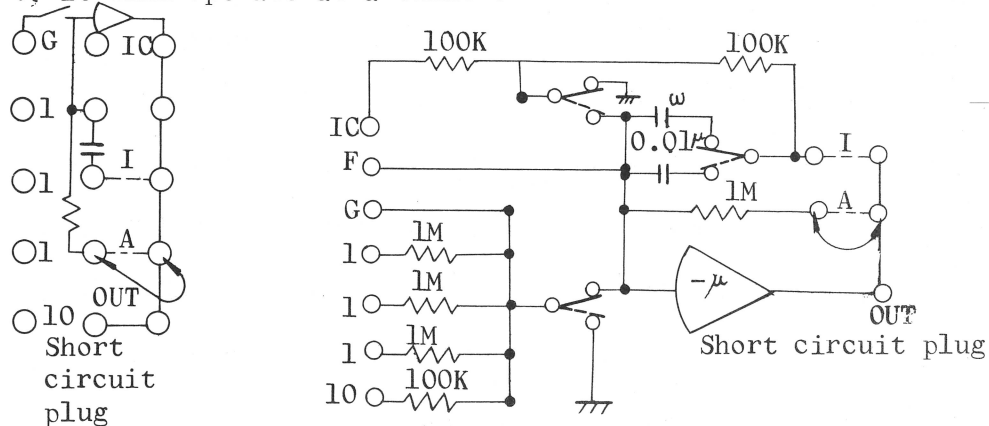 G
IC
1
1
I
1
A
OUT
10
Short
circuit
plug
100K
100K
ω
IC
0.01μ
I
F
1M
A
G
1M
1
1M
-μ
1
OUT
1M
Short circuit plug
1
100K
10